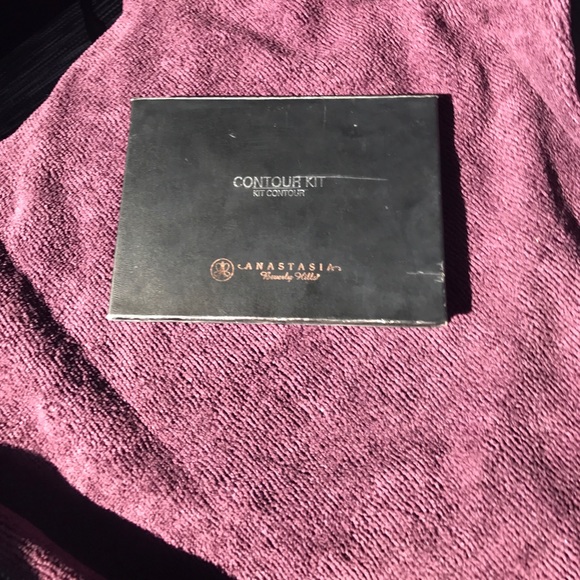 CONTOUR KIT
KIT CONTOUR
ANASTASIA
Beverly Hills®